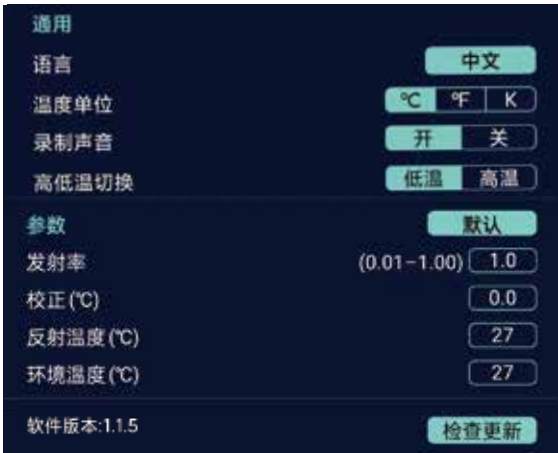 通用
语言 中文
温度单位 ℃ ℉ K
录制声音 开 关
高低温切换 低温 高温
参数 默认
发射率 (0.01-1.00) 1.0
校正(℃) 0.0
反射温度(℃) 27
环境温度(℃) 27
软件版本:1.1.5 检查更新